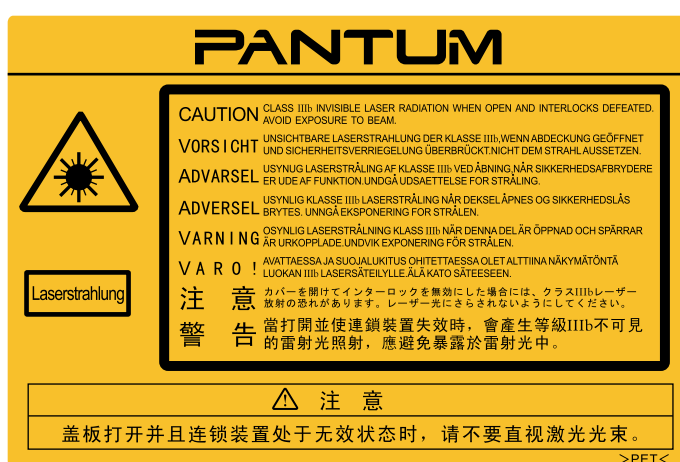 PANTUM
CAUTION CLASS IIIb INVISIBLE LASER RADIATION WHEN OPEN AND INTERLOCKS DEFEATED.
AVOID EXPOSURE TO BEAM.
VORSICHT UNSICHTBARE LASERSTRAHLUNG DER KLASSE IIIb,WENN ABDECKUNG GEÖFFNET
UND SICHERHEITSVERRIEGELUNG ÜBERBRÜCKT.NICHT DEM STRAHL AUSSETZEN.
ADVARSEL USYNUG LASERSTRÅLING AF KLASSE IIIb VED ÅBNING,NÅR SIKKERHEDSAFBRYDERE
ER UDE AF FUNKTION.UNDGÅ UDSAETTELSE FOR STRÅLING.
ADVERSEL USYNLIG KLASSE IIIb LASERSTRÅLING NÅR DEKSEL ÅPNES OG SIKKERHEDSLÅS
BRYTES. UNNGÅ EKSPONERING FOR STRÅLEN.
VARNING OSYNLIG LASERSTRÅLNING KLASS IIIb NÄR DENNA DEL ÄR ÖPPNAD OCH SPÄRRAR
ÄR URKOPPLADE.UNDVIK EXPONERING FÖR STRÅLEN.
VARO! AVATTAESSA JA SUOJALUKITUS OHITETTAESSA OLET ALTTIINA NÄKYMÄTÖNTÄ
LUOKAN IIIb LASERSÄTEILYLLE.ÄLÄ KATO SÄTEESEEN.
Laserstrahlung
注 意 カバーを開けてインターロックを無効にした場合には、クラスIIIbレーザー
放射の恐れがあります。レーザー光にさらされないようにしてください。
警 告 當打開並使連鎖裝置失效時，會產生等級IIIb不可見
的雷射光照射，應避免暴露於雷射光中。
⚠ 注 意
盖板打开并且连锁装置处于无效状态时，请不要直视激光光束。
>PET<